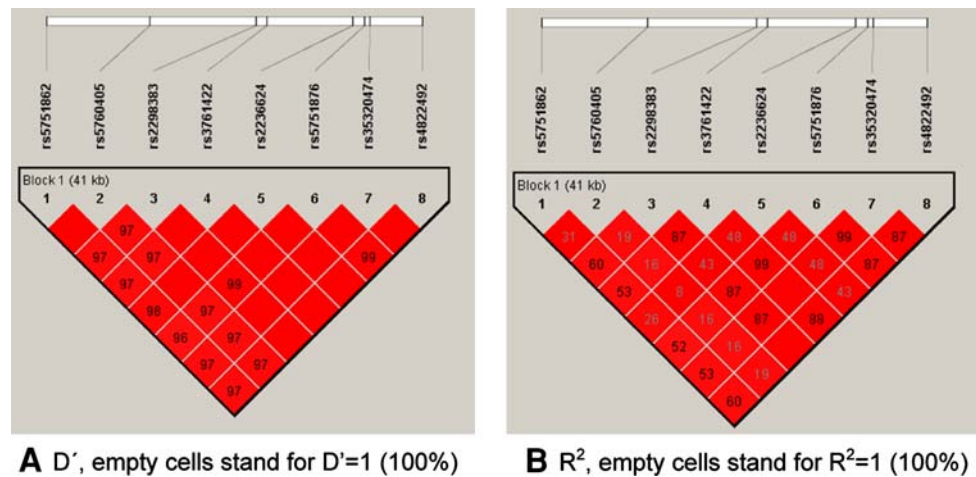 rs5751862
rs5760405
rs2298383
rs3761422
rs2236624
rs5751876
rs35320474
rs4822492
Block 1 (41 kb)
1 2 3 4 5 6 7 8
97
97 97 99
97 99
98 97
96 97
97 97
97
A D´, empty cells stand for D'=1 (100%)
rs5751862
rs5760405
rs2298383
rs3761422
rs2236624
rs5751876
rs35320474
rs4822492
Block 1 (41 kb)
1 2 3 4 5 6 7 8
31 19 87 48 48 99 87
60 16 43 99 48 87
53 8 87 43
26 16 87 98
52 16
53 19
60
B R², empty cells stand for R²=1 (100%)